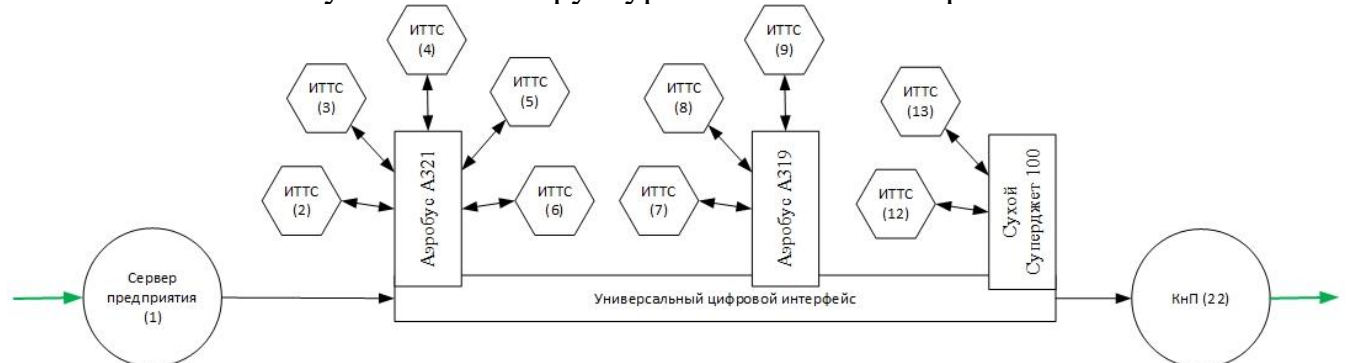 ИТТС
(4)
ИТТС
(9)
ИТТС
(3)
ИТТС
(5)
ИТТС
(8)
ИТТС
(13)
ИТТС
(2)
Аэробус А321
ИТТС
(6)
ИТТС
(7)
Аэробус А319
ИТТС
(12)
Сухой
Суперджет 100
Сервер
предприятия
(1)
Универсальный цифровой интерфейс
КнП (22)